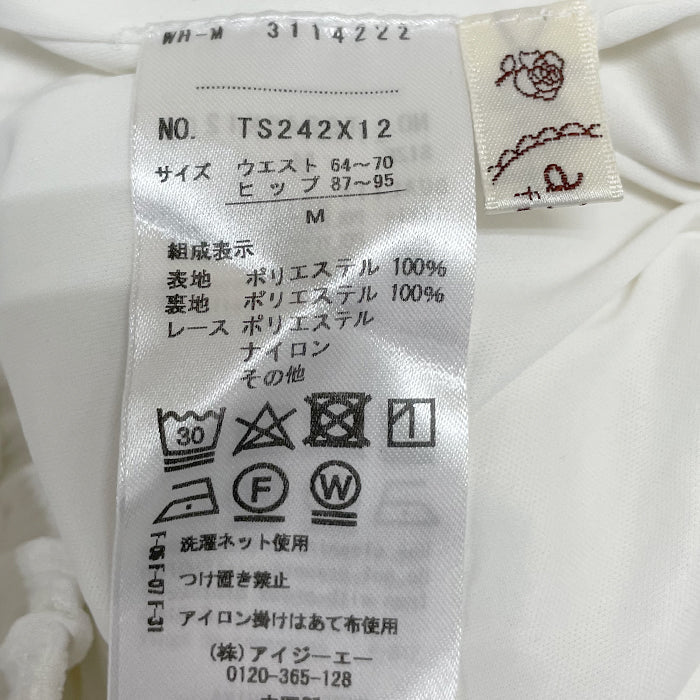 WH-M 3114222
NO. TS242X12
サイズ ウエスト 64～70
ヒップ 87～95
M
組成表示
表地 ポリエステル 100%
裏地 ポリエステル 100%
レース ポリエステル
ナイロン
その他
30
1
F W
F-05 洗濯ネット使用
F-07 つけ置き禁止
F-31 アイロン掛けはあて布使用
(株) アイジーエー
0120-365-128